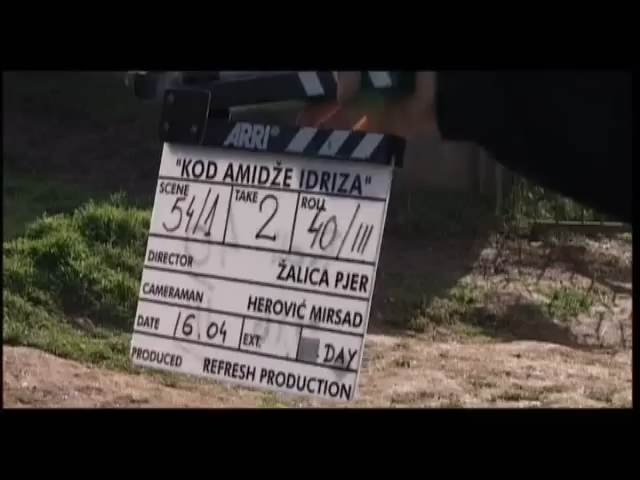 ARRI®
"KOD AMIDŽE IDRIZA"
SCENE TAKE ROLL
54/1 2 40/III
DIRECTOR ŽALICA PJER
CAMERAMAN HEROVIĆ MIRSAD
DATE 16.04 EXT. DAY
PRODUCED REFRESH PRODUCTION